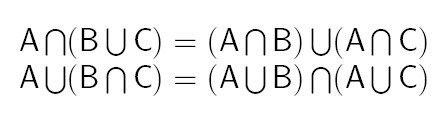 A⋂(B⋃C) = (A⋂B)⋃(A⋂C)
A⋃(B⋂C) = (A⋃B)⋂(A⋃C)